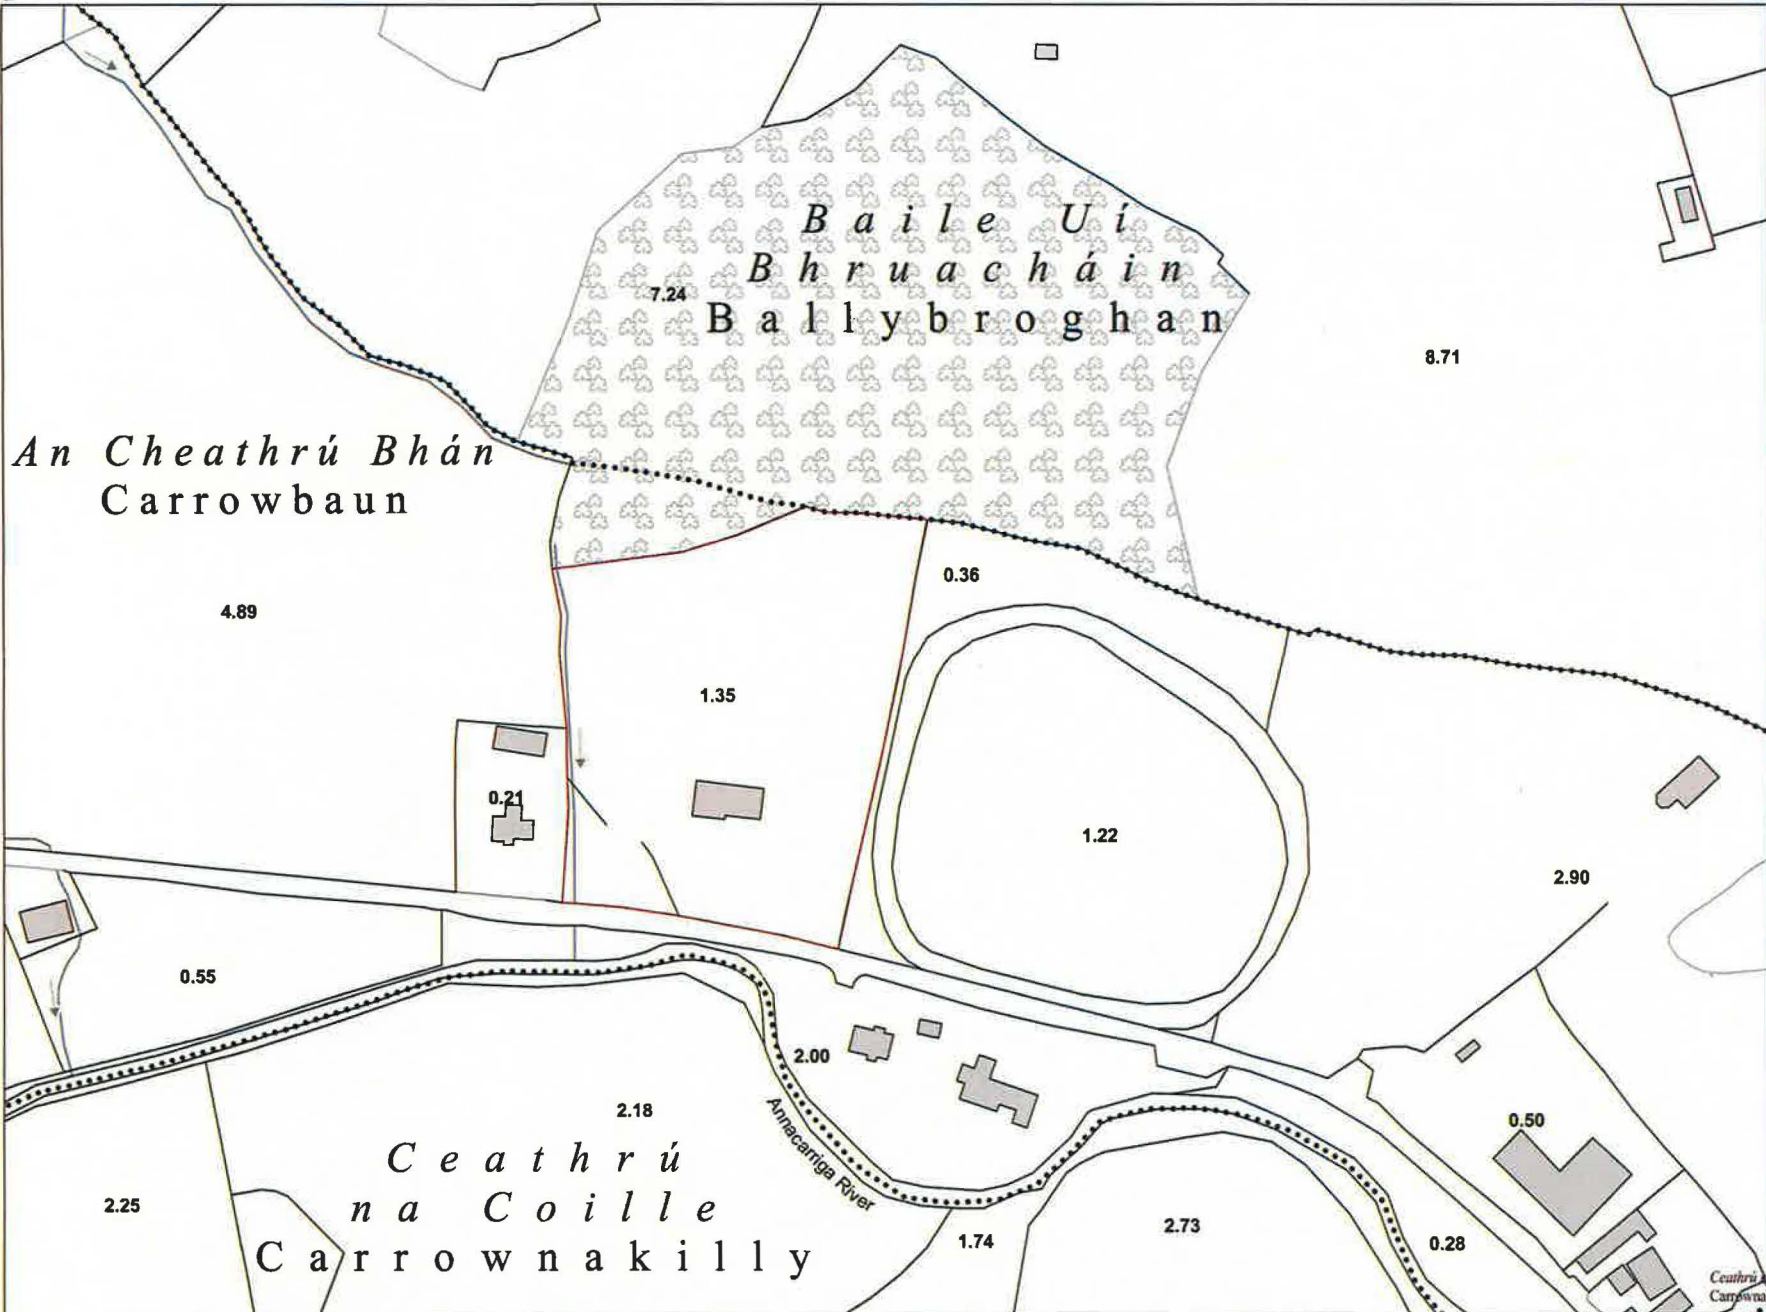 Baile Uí
Bhruacháin
Ballybroghan
7.24
8.71
An Cheathrú Bhán
Carrowbaun
0.36
4.89
1.35
0.21
1.22
2.90
0.55
2.00
2.18
Annacarriga River
0.50
Ceathrú
na Coille
Carrownakilly
2.25
1.74
2.73
0.28
Ceathrú
Carrowna